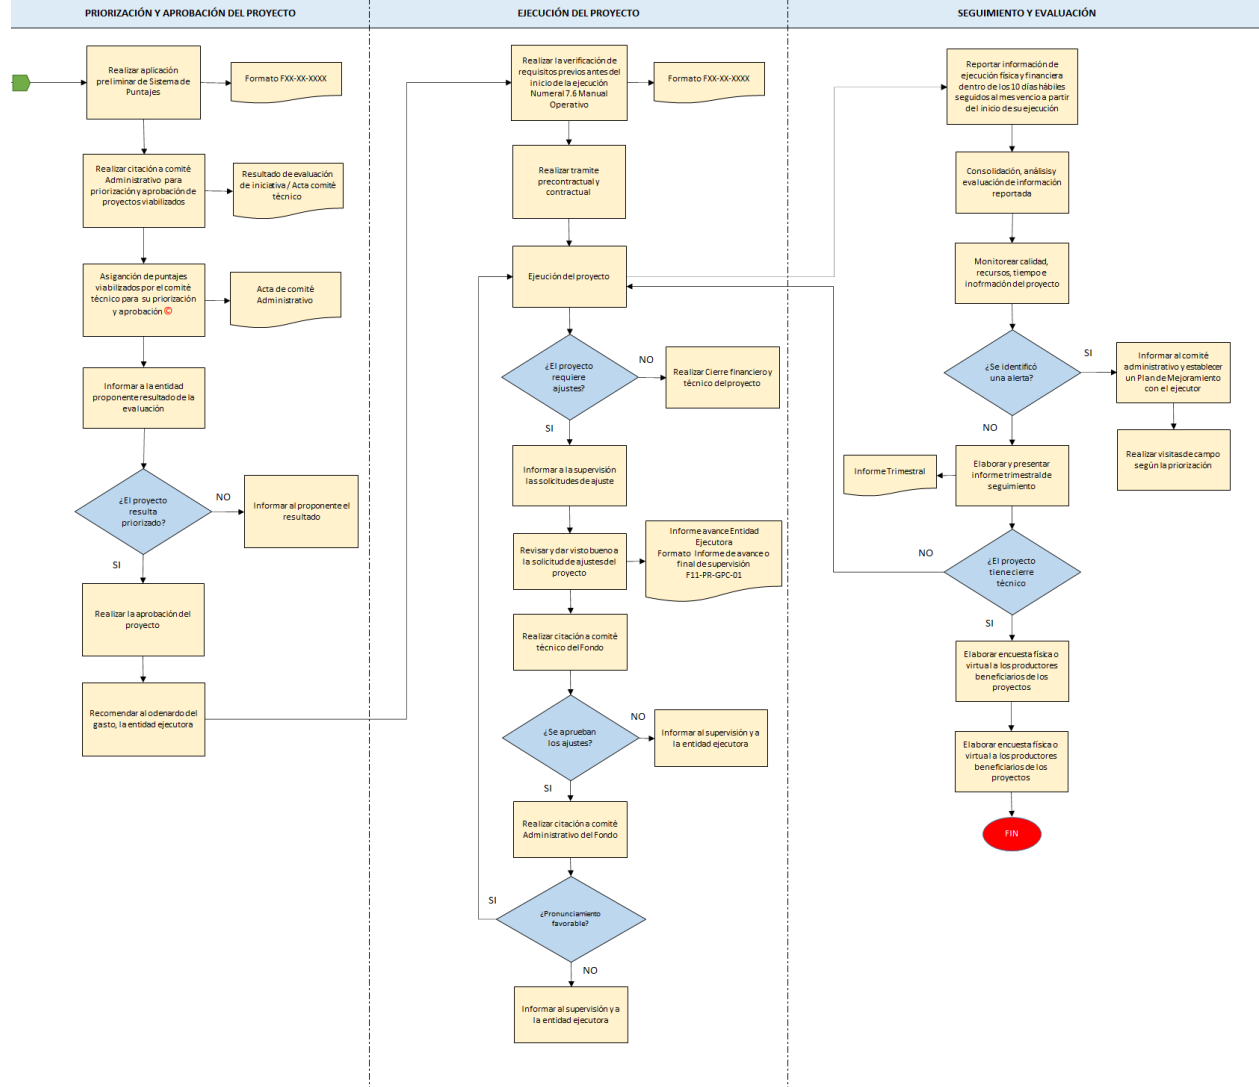 PRIORIZACIÓN Y APROBACIÓN DEL PROYECTO
Realizar aplicación
preliminar de Sistema de
Puntajes
Formato FXX-XX-XXXX
Realizar citación a comité
Administrativo para
priorización y aprobación de
proyectos viabilizados
Resultado de evaluación
de iniciativa / Acta comité
técnico
Asigancón de puntajes
viabilizados por el comité
técnico para su priorización
y aprobación ©
Acta de comité
Administrativo
Informar a la entidad
proponente resultado de la
evaluación
¿El proyecto
resulta
priorizado?
NO
Informar al proponente el
resultado
SI
Realizar la aprobación del
proyecto
Recomendar al odenardo del
gasto, la entidad ejecutora
EJECUCIÓN DEL PROYECTO
Realizar la verificación de
requisitos previos antes del
inicio de la ejecución
Numeral 7.6 Manual
Operativo
Formato FXX-XX-XXXX
Realizar tramite
precontractual y
contractual
Ejecución del proyecto
¿El proyecto
requiere
ajustes?
NO
Realizar Cierre financiero y
técnico del proyecto
SI
Informar a la supervisión
las solicitudes de ajuste
Revisar y dar visto bueno a
la solicitud de ajustes del
proyecto
Informe avance Entidad
Ejecutora
Formato Informe de avance o
final de supervisión
F11-PR-GPC-01
Realizar citación a comité
técnico del Fondo
¿Se aprueban
los ajustes?
NO
Informar al supervisión y a
la entidad ejecutora
SI
Realizar citación a comité
Administrativo del Fondo
¿Pronunciamiento
favorable?
SI
NO
Informar al supervisión y a
la entidad ejecutora
SEGUIMIENTO Y EVALUACIÓN
Reportar información de
ejecución física y financiera
dentro de los 10 días hábiles
seguidos al mes vencio a partir
del inicio de su ejecución
Consolidación, análisis y
evaluación de información
reportada
Monitorear calidad,
recursos, tiempo e
inofrmación del proyecto
¿Se identificó
una alerta?
SI
Informar al comité
administrativo y establecer
un Plan de Mejoramiento
con el ejecutor
Realizar visitas de campo
según la priorización
NO
Elaborar y presentar
informe trimestral de
seguimiento
Informe Trimestral
¿El proyecto
tiene cierre
técnico
NO
SI
Elaborar encuesta física o
virtual a los productores
beneficiarios de los
proyectos
Elaborar encuesta física o
virtual a los productores
beneficiarios de los
proyectos
FIN